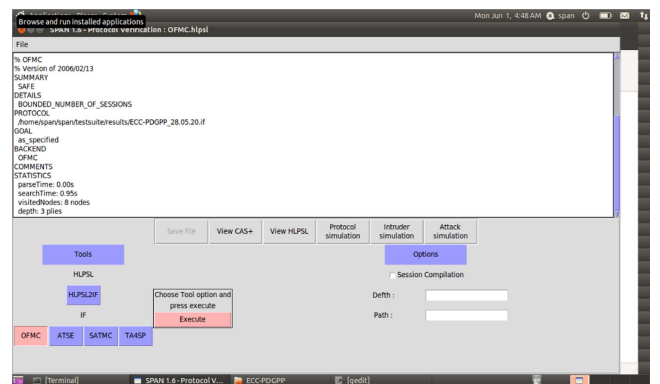 Mon Jun 1, 4:48 AM span
Browse and run installed applications
SPAN 1.6 - Protocol Verification : OFMC.hlpsl
File
% OFMC
% Version of 2006/02/13
SUMMARY
SAFE
DETAILS
BOUNDED_NUMBER_OF_SESSIONS
PROTOCOL
/home/span/span/testsuite/results/ECC-PDGPP_28.05.20.if
GOAL
as_specified
BACKEND
OFMC
COMMENTS
STATISTICS
parseTime: 0.00s
searchTime: 0.95s
visitedNodes: 8 nodes
depth: 3 plies
Save file View CAS+ View HLPSL Protocol simulation Intruder simulation Attack simulation
Tools
Options
HLPSL
Session Compilation
HLPSL2IF
Choose Tool option and
press execute
Execute
Defth :
IF
Path :
OFMC ATSE SATMC TA4SP
[Terminal] SPAN 1.6 - Protocol V... ECC-PDGPP [gedit]